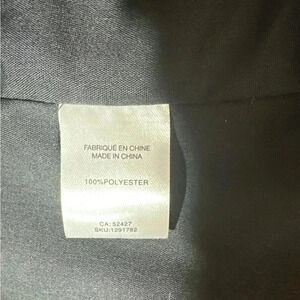 FABRIQUÉ EN CHINE
MADE IN CHINA
100%POLYESTER
CA: 52427
SKU:1291782